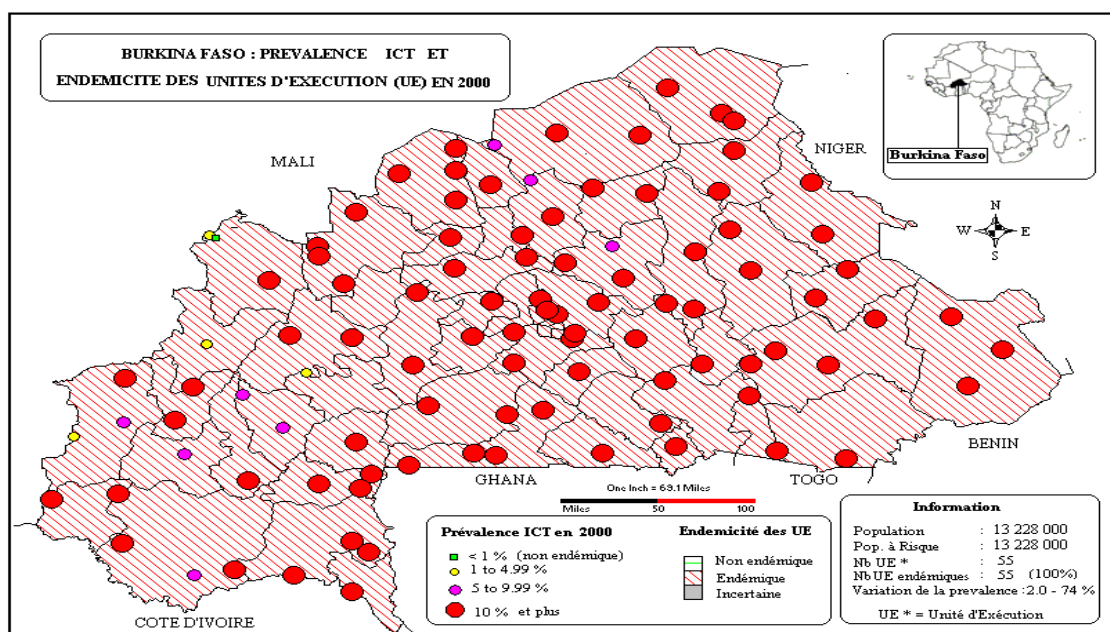 BURKINA FASO : PREVALENCE ICT ET
ENDEMICITE DES UNITES D'EXECUTION (UE) EN 2000
Burkina Faso
MALI
NIGER
N
W E
S
BENIN
GHANA
TOGO
COTE D'IVOIRE
One Inch = 69.1 Miles
Miles 50 100
Prévalence ICT en 2000
< 1 % (non endémique)
1 to 4.99 %
5 to 9.99 %
10 % et plus
Endemicité des UE
Non endémique
Endémique
Incertaine
Information
Population : 13 228 000
Pop. à Risque : 13 228 000
Nb UE * : 55
Nb UE endémiques : 55 (100%)
Variation de la prevalence : 2.0 - 74 %
UE * = Unité d'Exécution